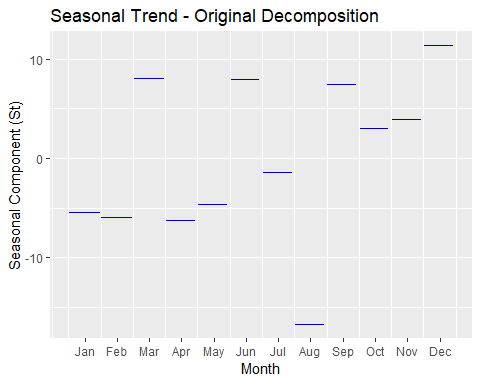 Seasonal Trend - Original Decomposition
Seasonal Component (St)
10
0
-10
Jan Feb Mar Apr May Jun Jul Aug Sep Oct Nov Dec
Month